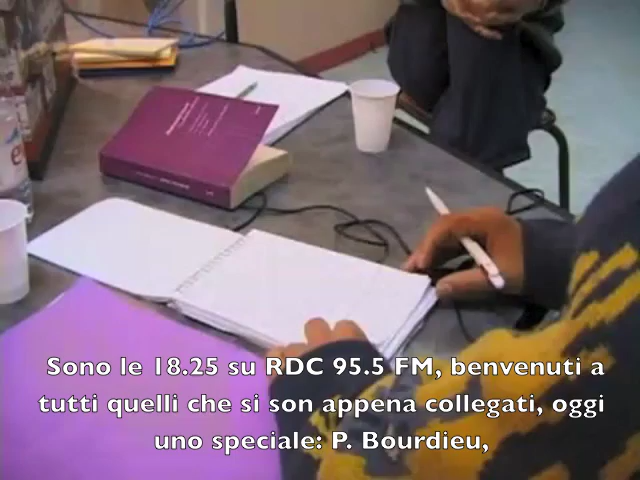 Sono le 18.25 su RDC 95.5 FM, benvenuti a
tutti quelli che si son appena collegati, oggi
uno speciale: P. Bourdieu,